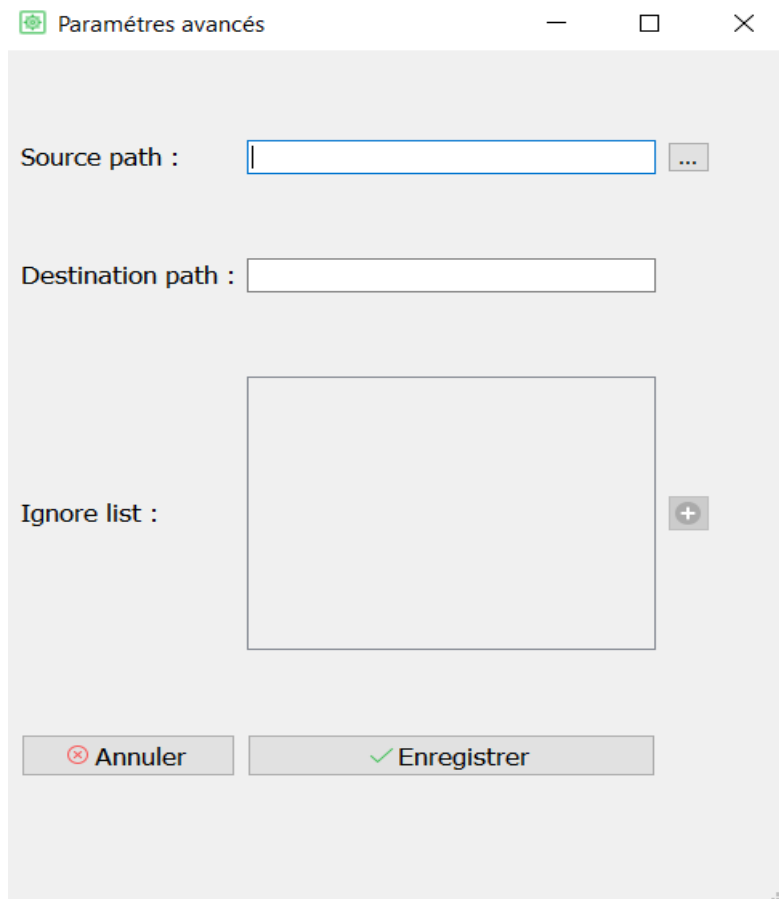 Paramétres avancés
Source path :
...
Destination path :
Ignore list :
Annuler
Enregistrer